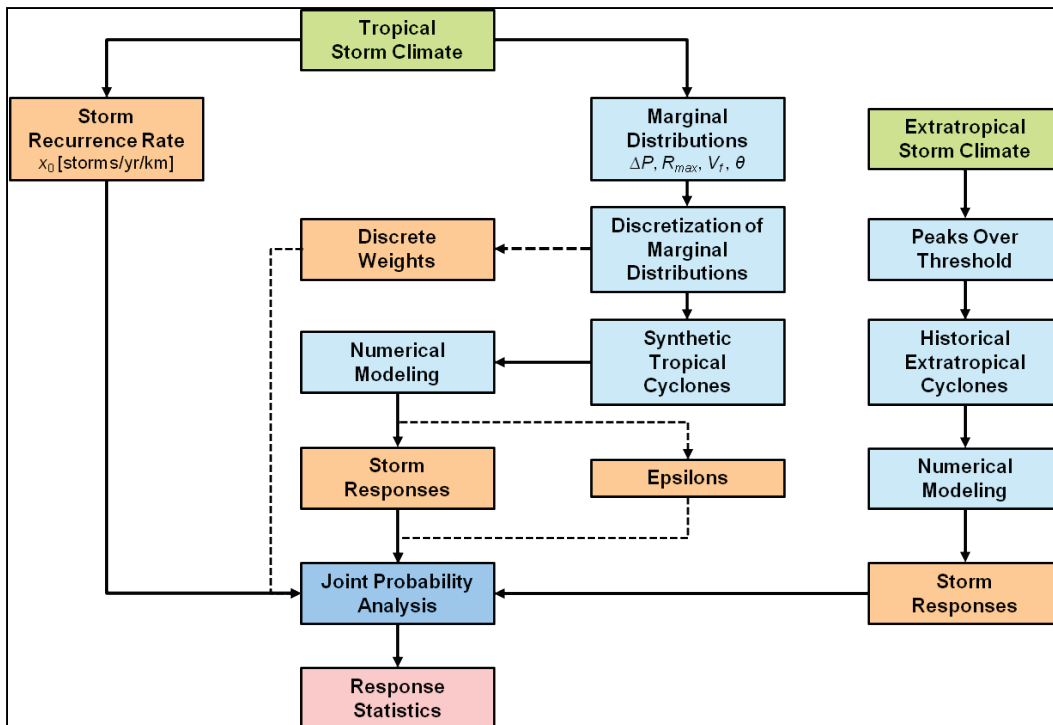 Tropical
Storm Climate
Storm
Recurrence Rate
x₀ [storms/yr/km]
Marginal
Distributions
ΔP, Rmax, Vf, θ
Extratropical
Storm Climate
Discrete
Weights
Discretization of
Marginal
Distributions
Peaks Over
Threshold
Numerical
Modeling
Synthetic
Tropical
Cyclones
Historical
Extratropical
Cyclones
Storm
Responses
Epsilons
Numerical
Modeling
Joint Probability
Analysis
Storm
Responses
Response
Statistics